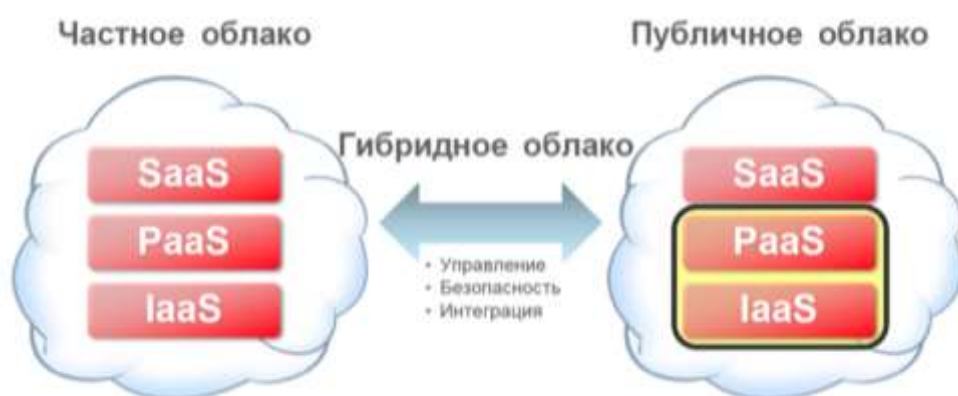 Частное облако
Публичное облако
Гибридное облако
SaaS
PaaS
IaaS
• Управление
• Безопасность
• Интеграция
SaaS
PaaS
IaaS